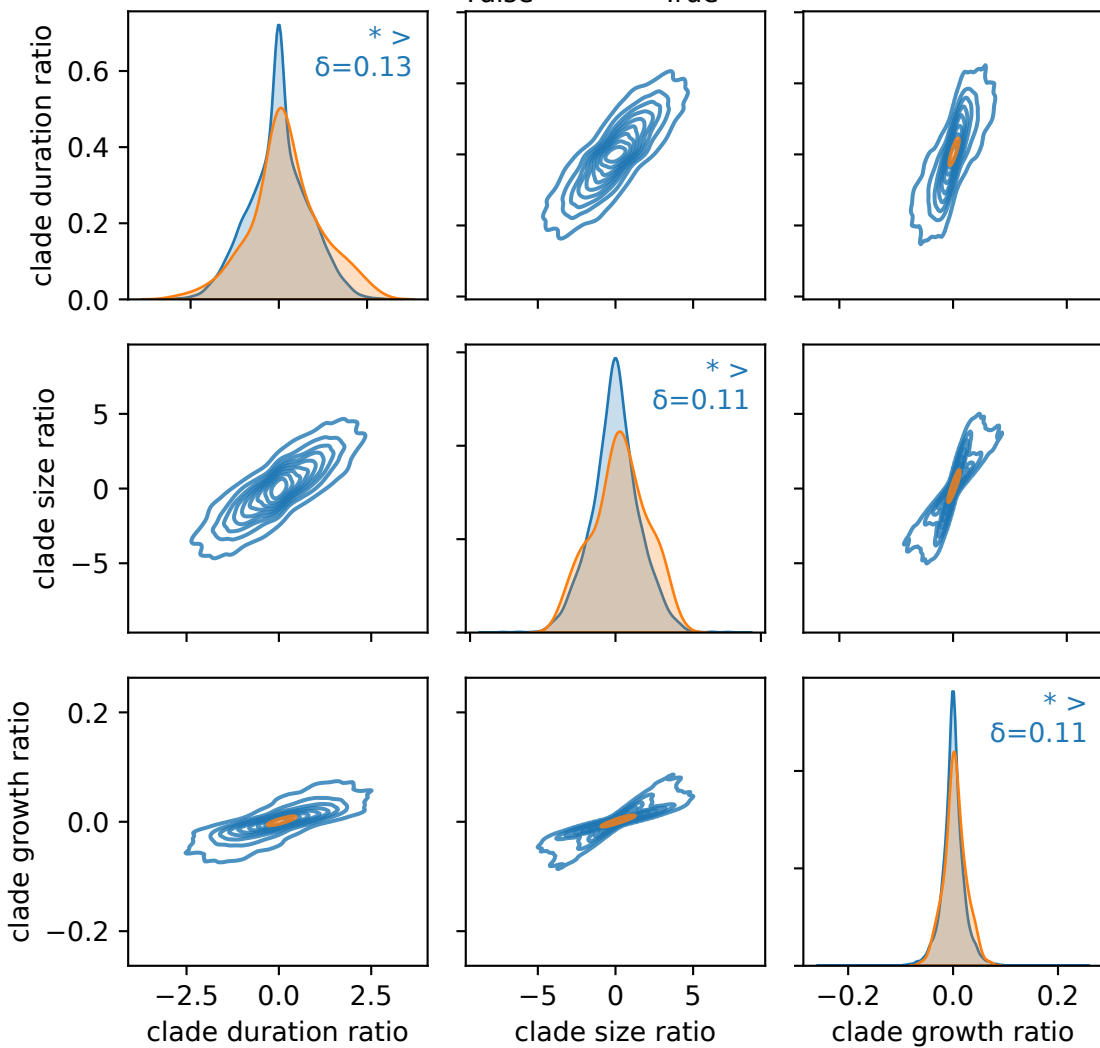 True
clade duration ratio
0.6
0.4
0.2
0.0
* >
δ=0.13
clade size ratio
5
0
−5
* >
δ=0.11
clade growth ratio
0.2
0.0
−0.2
* >
δ=0.11
−2.5 0.0 2.5
−5 0 5
−0.2 0.0 0.2
clade duration ratio
clade size ratio
clade growth ratio